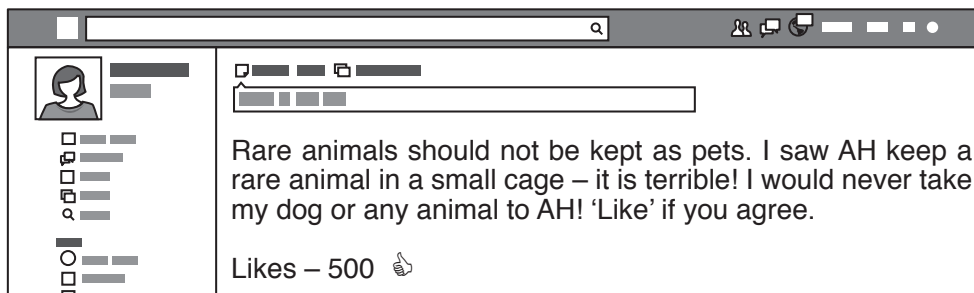 Rare animals should not be kept as pets. I saw AH keep a
rare animal in a small cage – it is terrible! I would never take
my dog or any animal to AH! ‘Like’ if you agree.
Likes – 500